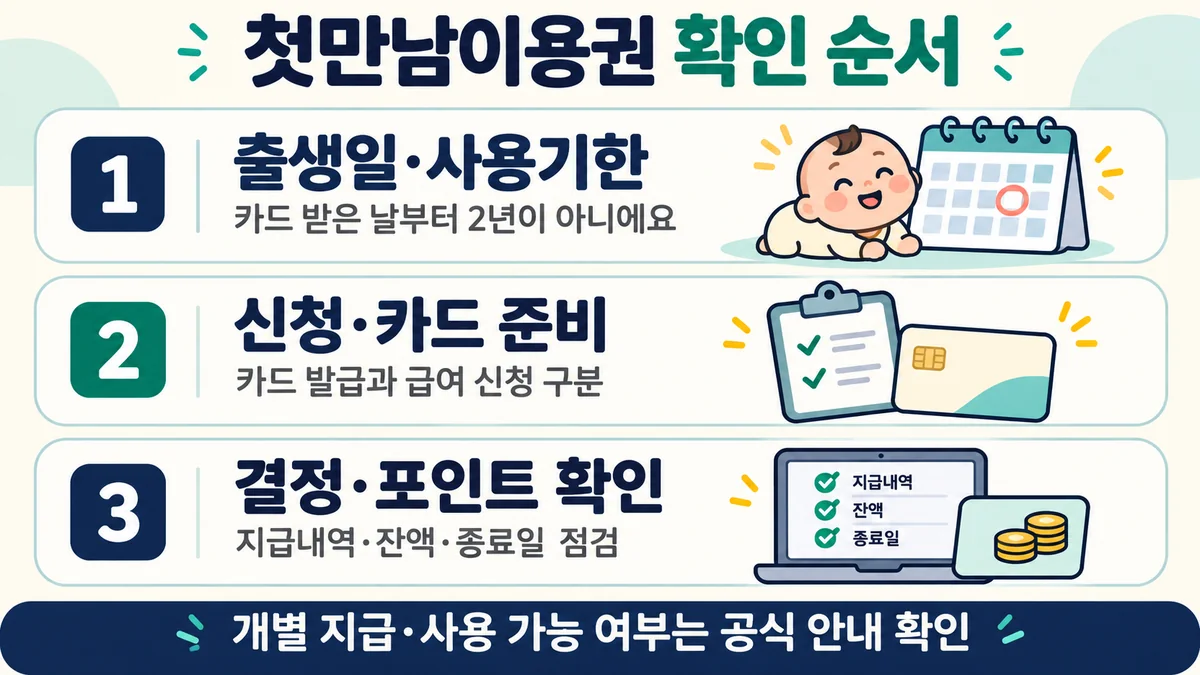 첫만남이용권 확인 순서
1
출생일·사용기한
카드 받은 날부터 2년이 아니에요
2
신청·카드 준비
카드 발급과 급여 신청 구분
3
결정·포인트 확인
지급내역·잔액·종료일 점검
지급내역
잔액
종료일
개별 지급·사용 가능 여부는 공식 안내 확인